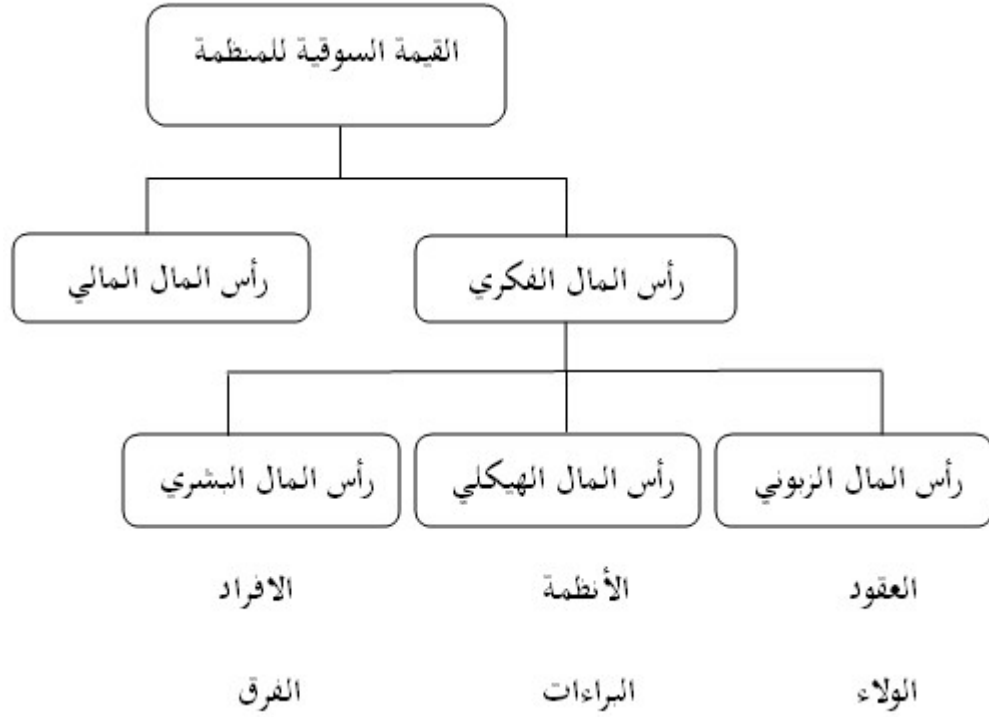 القيمة السوقية للمنظمة
رأس المال الفكري
رأس المال المالي
رأس المال الزبوني
رأس المال الهيكلي
رأس المال البشري
العقود
الأنظمة
الافراد
الولاء
البراءات
الفرق